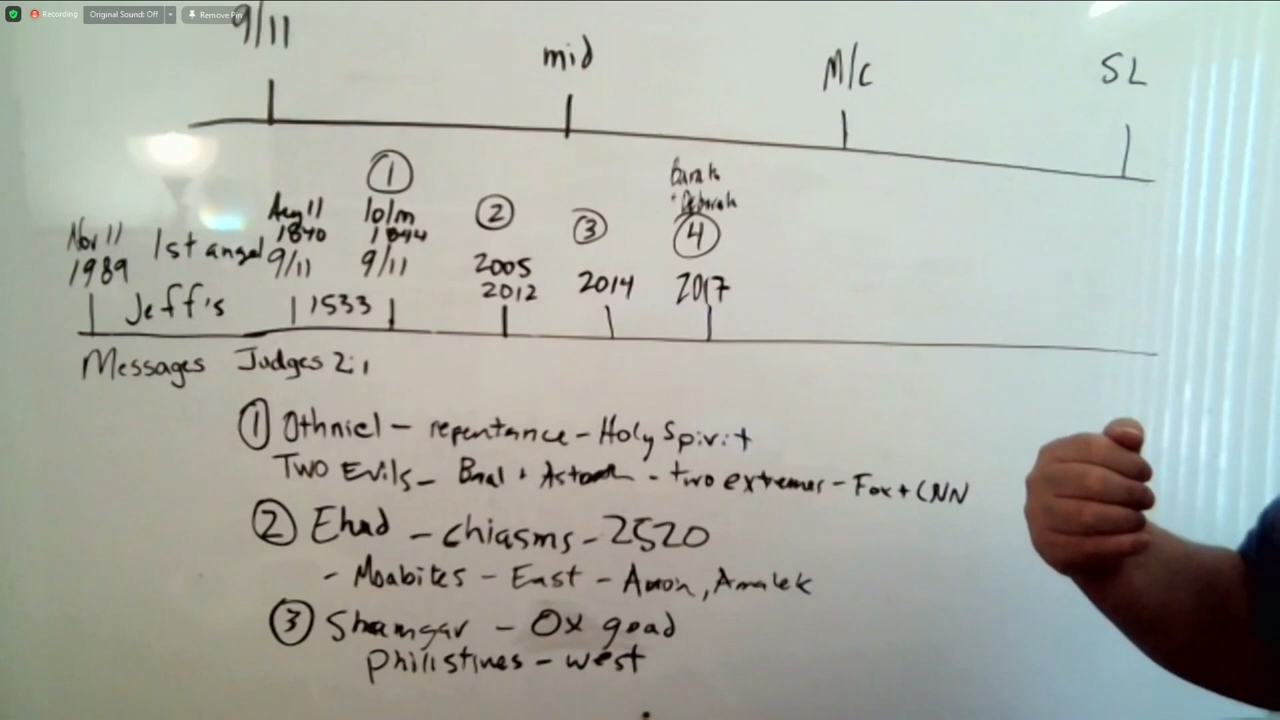 Recording Original Sound: Off Remove Pin
9/11 mid M/c SL
① ② ③ Barak
+ Deborah
④
Nov 11
1989
1st angel
Aug 11
1840
9/11
10/m
1844
9/11
2005
2012
2014
2017
Jeff's 1533
Messages Judges 2:1
① Othniel - repentance - Holy Spirit
Two Evils - Baal + - two extremes - Fox + CNN
② Ehud - chiasms - 2520
- Moabites - East - Amon, Amalek
③ Shamgar - Ox goad
Philistines - west